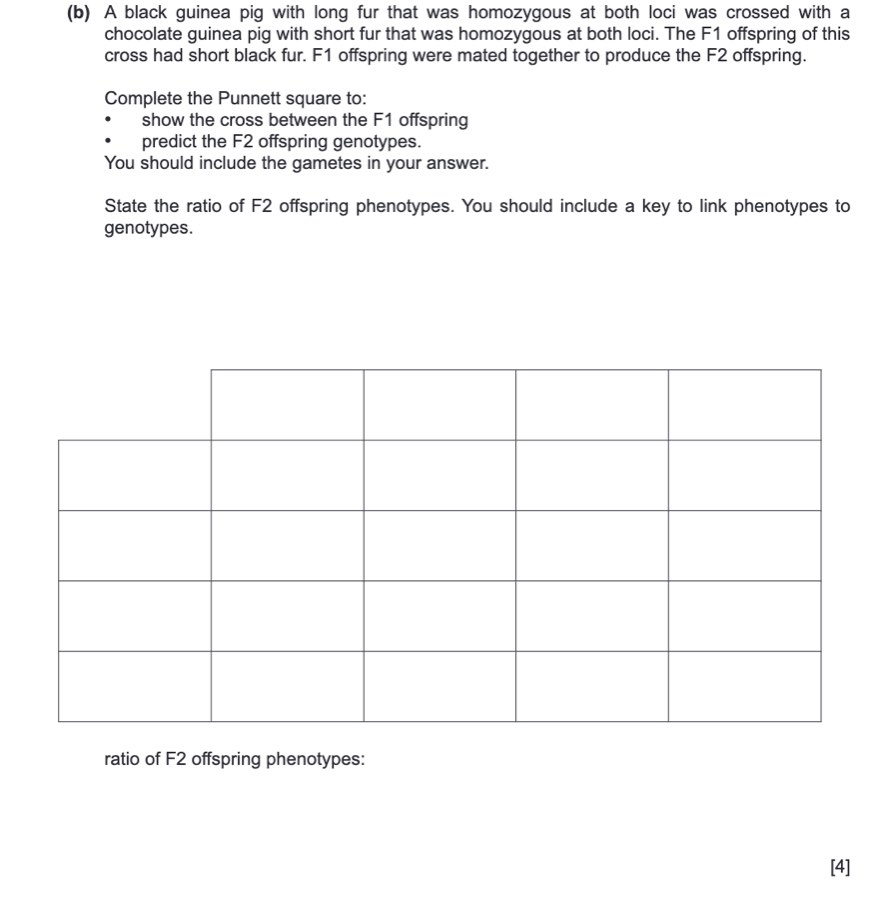 (b) A black guinea pig with long fur that was homozygous at both loci was crossed with a
chocolate guinea pig with short fur that was homozygous at both loci. The F1 offspring of this
cross had short black fur. F1 offspring were mated together to produce the F2 offspring.
Complete the Punnett square to:
• show the cross between the F1 offspring
• predict the F2 offspring genotypes.
You should include the gametes in your answer.
State the ratio of F2 offspring phenotypes. You should include a key to link phenotypes to
genotypes.
ratio of F2 offspring phenotypes:
[4]